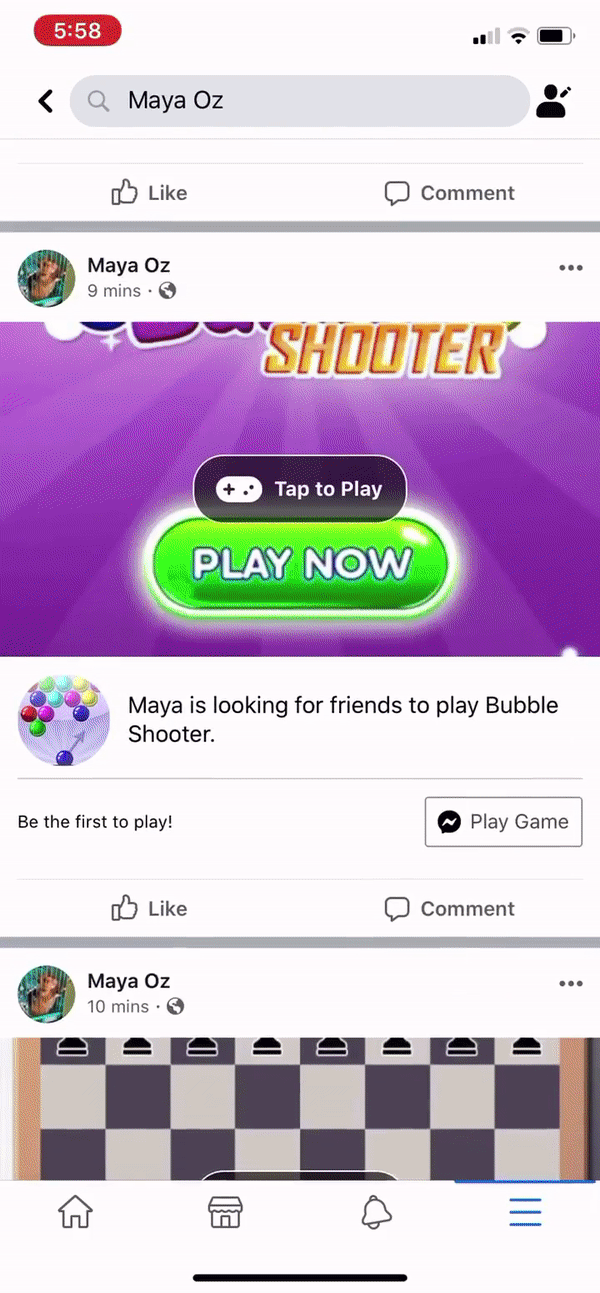 5:58
Maya Oz
Like
Comment
Maya Oz
9 mins ·
SHOOTER
Tap to Play
PLAY NOW
Maya is looking for friends to play Bubble
Shooter.
Be the first to play!
Play Game
Like
Comment
Maya Oz
10 mins ·